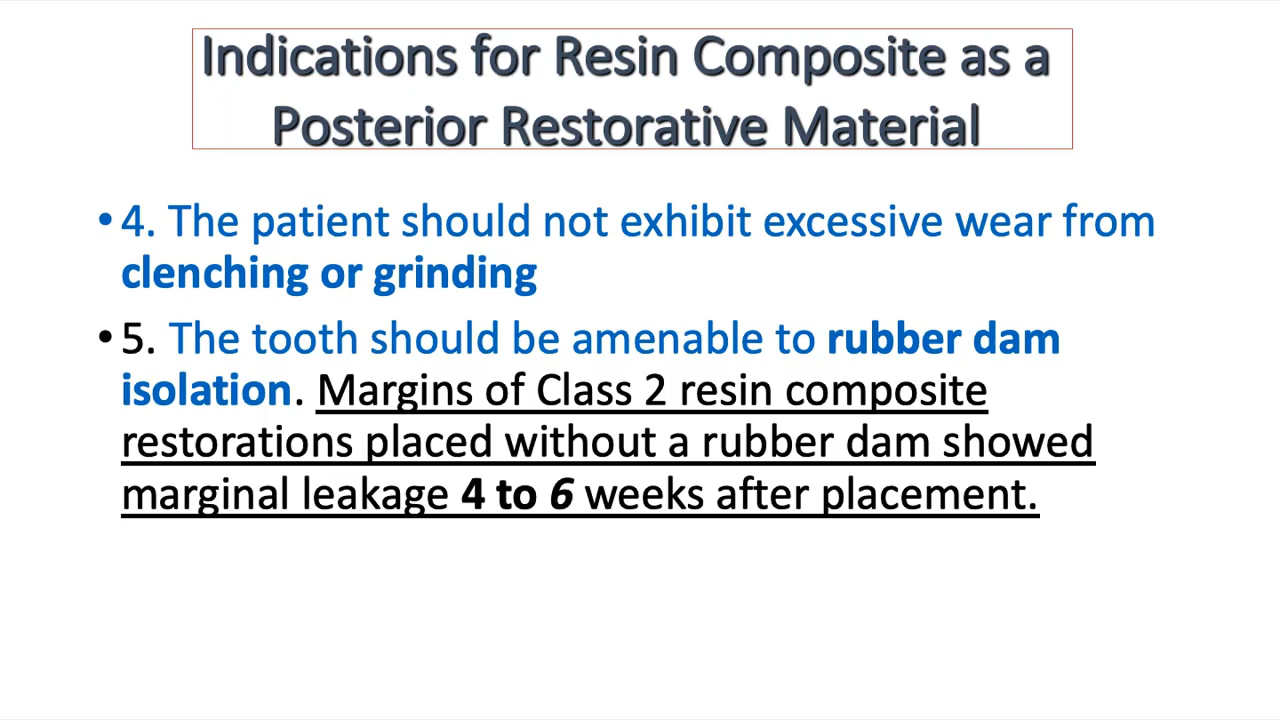 Indications for Resin Composite as a
Posterior Restorative Material
• 4. The patient should not exhibit excessive wear from
clenching or grinding
• 5. The tooth should be amenable to rubber dam
isolation. Margins of Class 2 resin composite
restorations placed without a rubber dam showed
marginal leakage 4 to 6 weeks after placement.